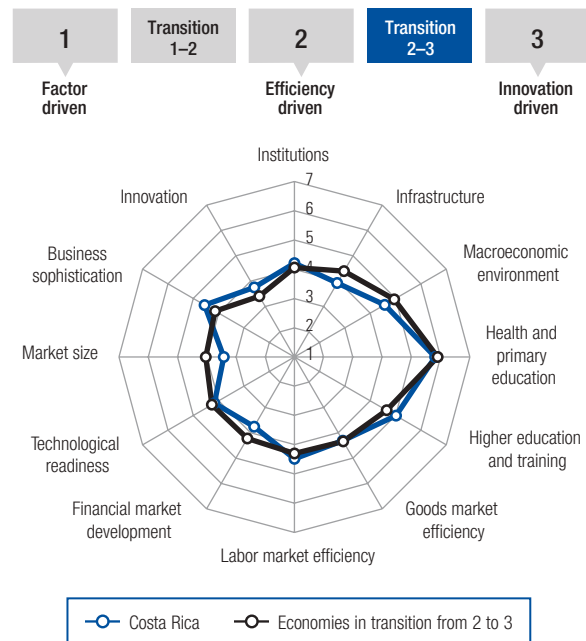 1
Transition
1–2
2
Transition
2–3
3
Factor
driven
Efficiency
driven
Innovation
driven
Institutions
7
6
5
4
3
2
1
Infrastructure
Macroeconomic
environment
Health and
primary
education
Higher education
and training
Goods market
efficiency
Labor market efficiency
Financial market
development
Technological
readiness
Market size
Business
sophistication
Innovation
Costa Rica
Economies in transition from 2 to 3